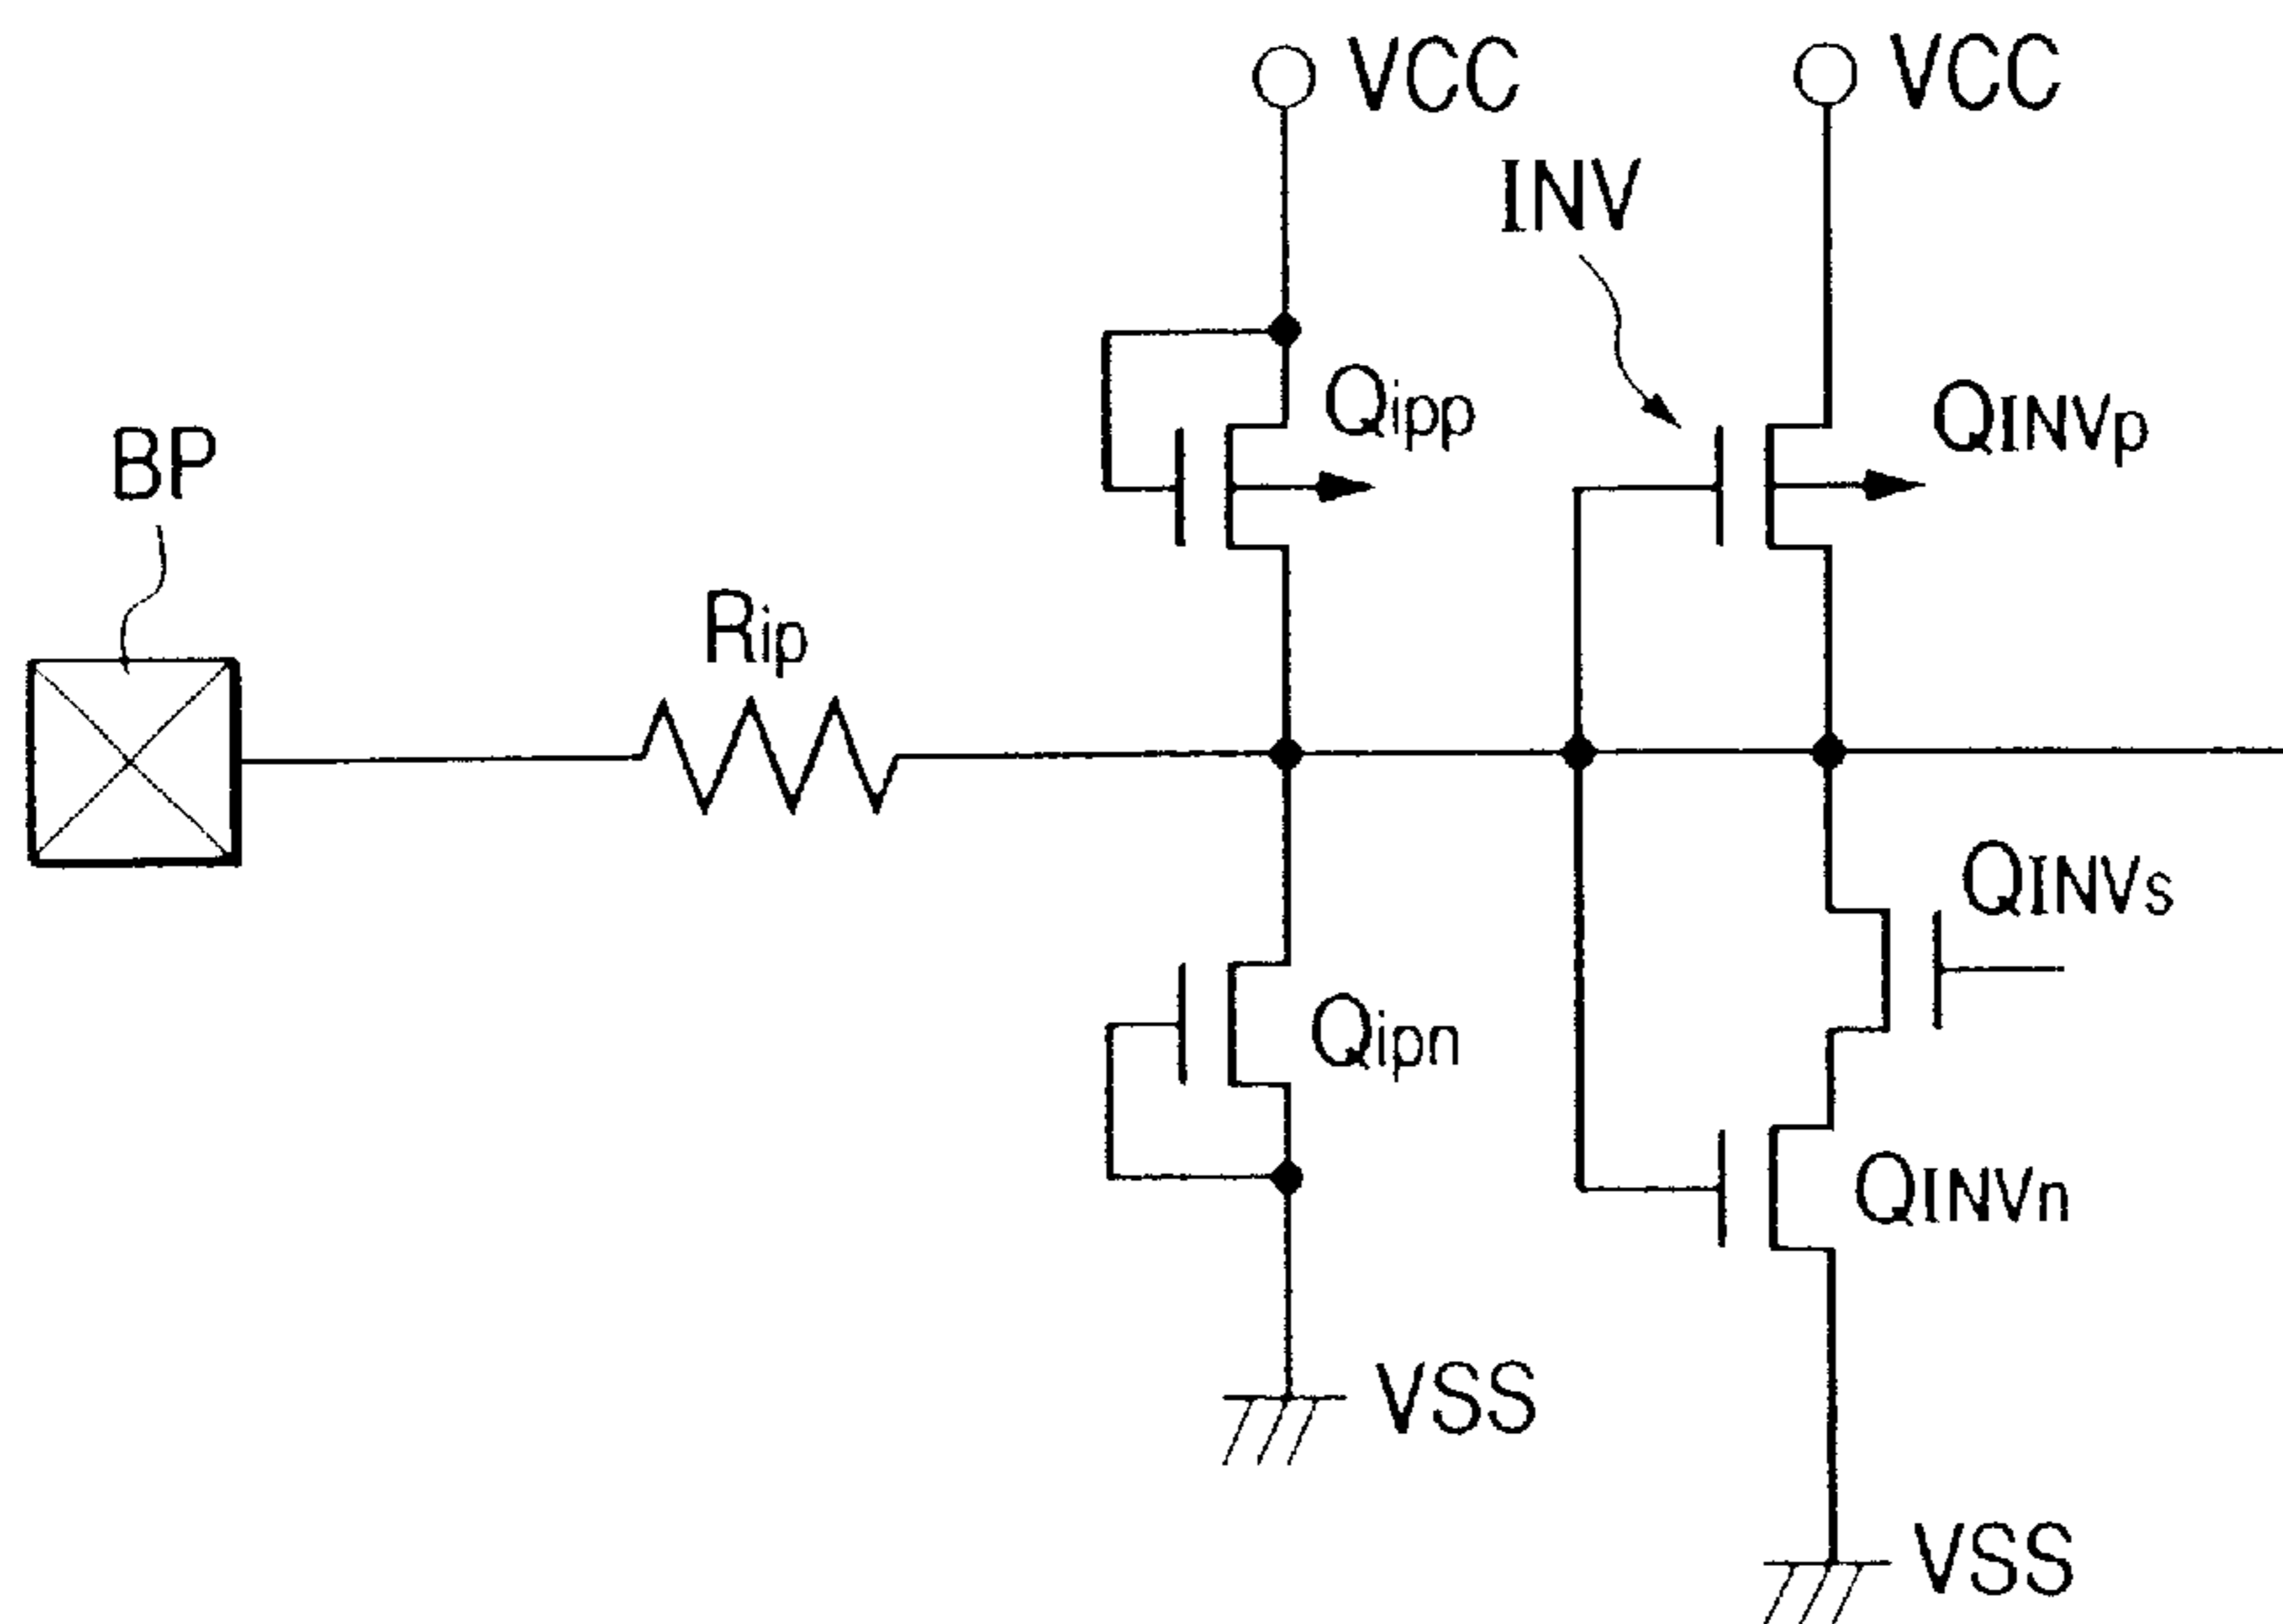 VCC
VCC
INV
Qipp
QINVp
BP
Rip
QINVs
Qipn
QINVn
VSS
VSS